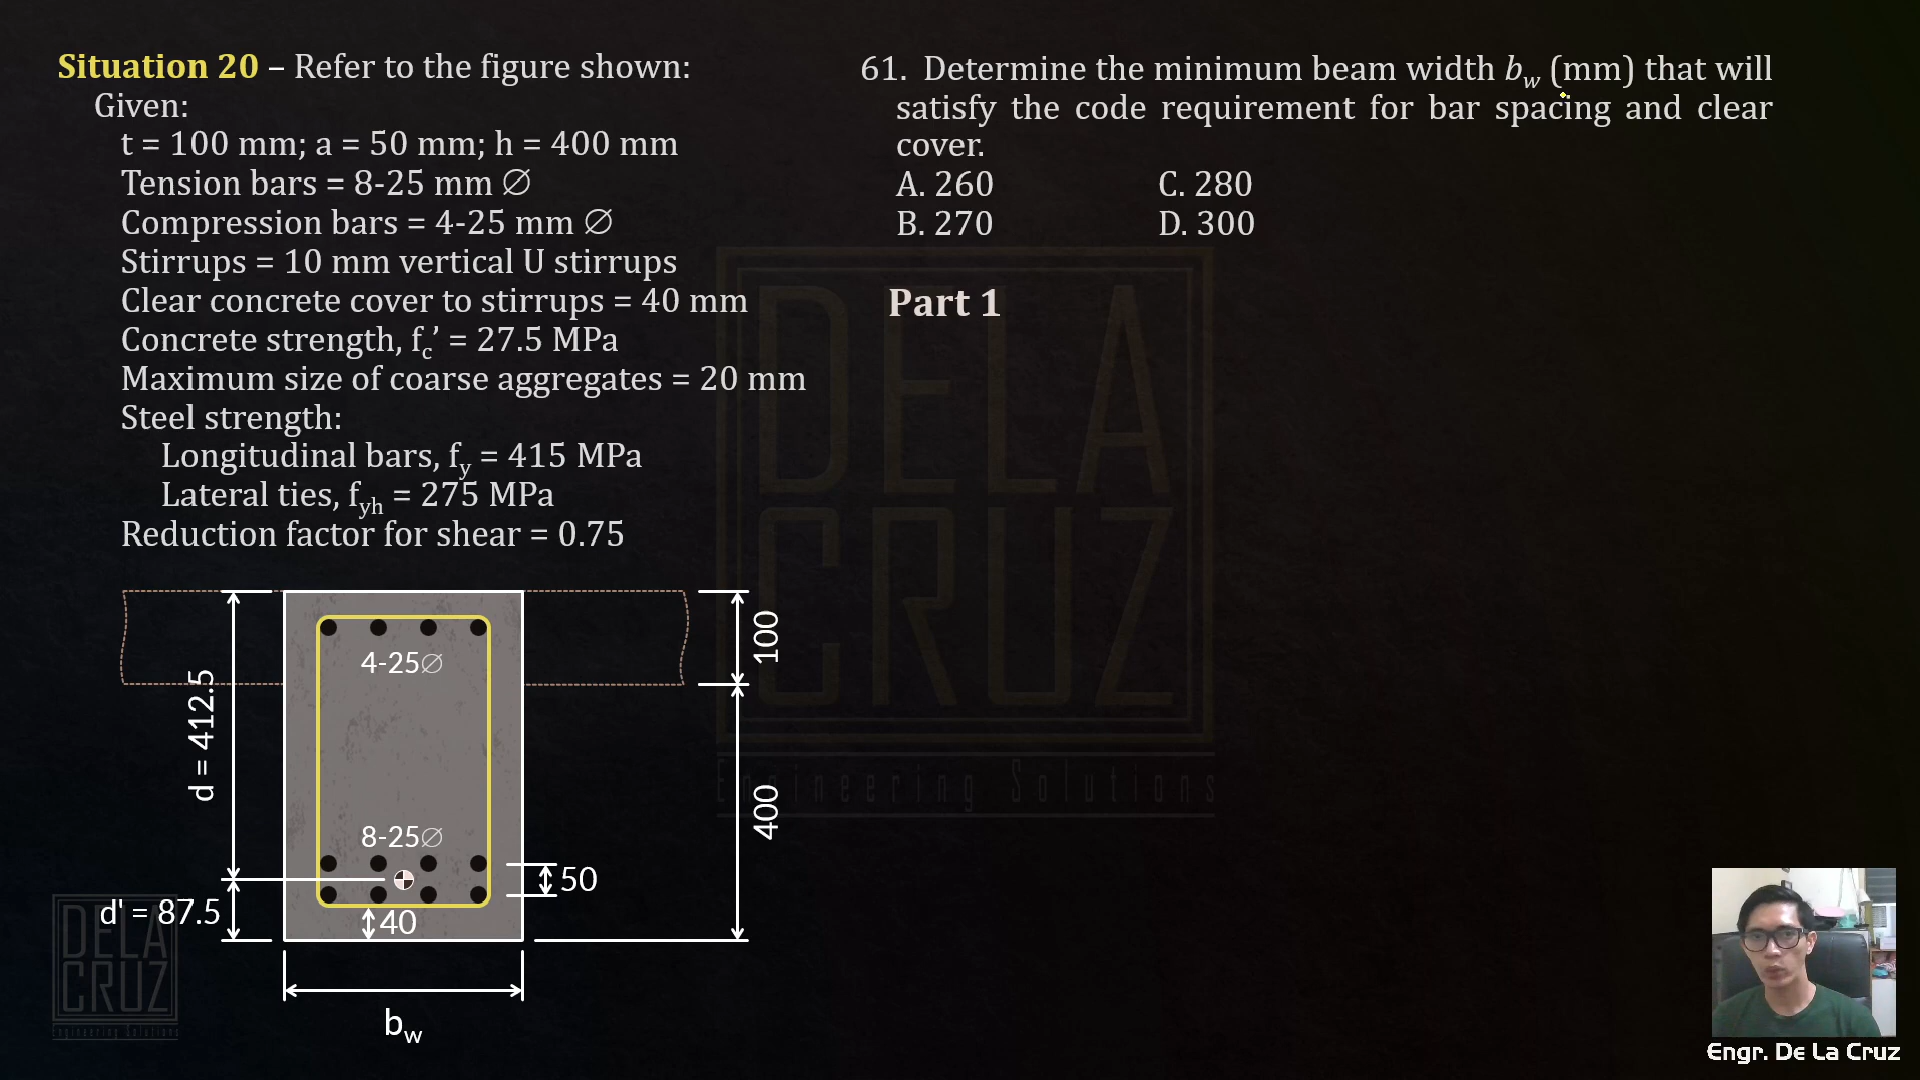 Situation 20 – Refer to the figure shown:
Given:
t = 100 mm; a = 50 mm; h = 400 mm
Tension bars = 8-25 mm ∅
Compression bars = 4-25 mm ∅
Stirrups = 10 mm vertical U stirrups
Clear concrete cover to stirrups = 40 mm
Concrete strength, fc’ = 27.5 MPa
Maximum size of coarse aggregates = 20 mm
Steel strength:
Longitudinal bars, fy = 415 MPa
Lateral ties, fyh = 275 MPa
Reduction factor for shear = 0.75
100
4-25∅
d = 412.5
400
8-25∅
50
d' = 87.5
40
bw
61. Determine the minimum beam width bw (mm) that will
satisfy the code requirement for bar spacing and clear
cover.
A. 260 C. 280
B. 270 D. 300
Part 1
DELA
CRUZ
Engineering Solutions
DELA
CRUZ
Engineering Solutions
Engr. De La Cruz